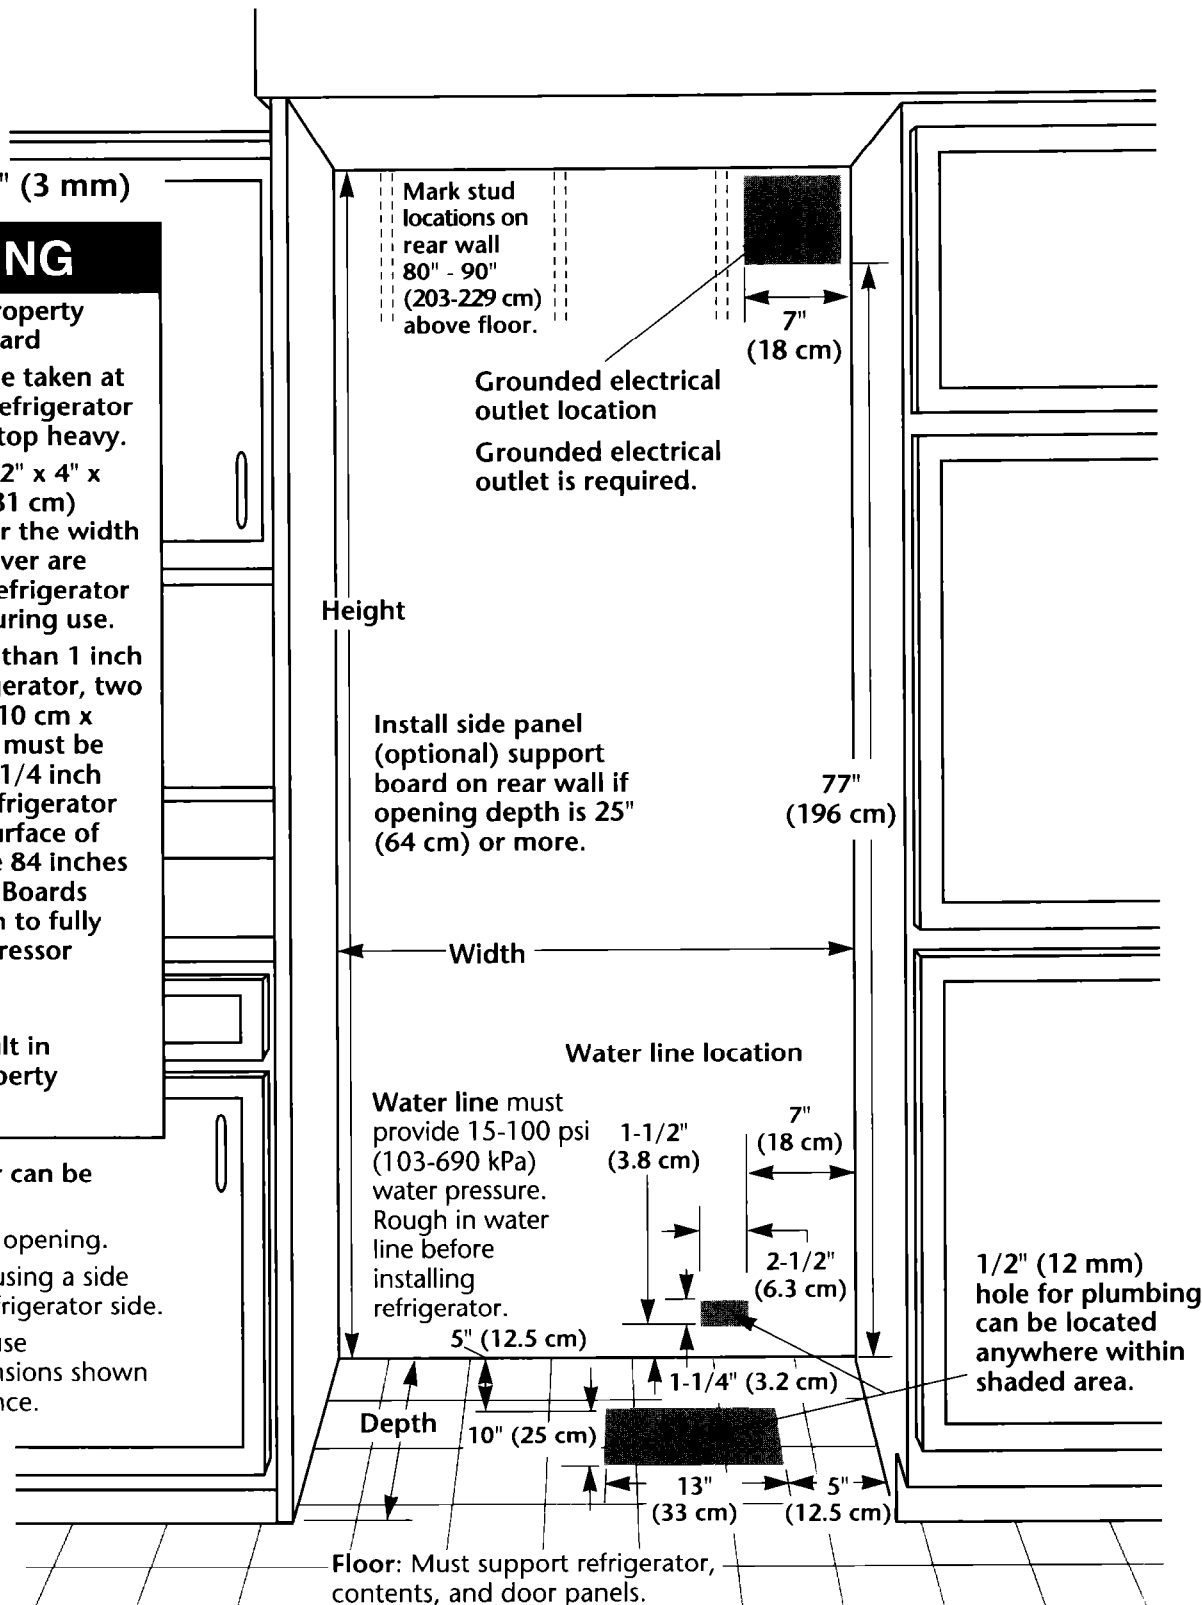 " (3 mm)
NG
roperty
ard
e taken at
efrigerator
top heavy.
2" x 4" x
81 cm)
r the width
ver are
efrigerator
uring use.
than 1 inch
gerator, two
10 cm x
must be
1/4 inch
frigerator
urface of
e 84 inches
Boards
n to fully
ressor
lt in
perty
r can be
opening.
using a side
frigerator side.
use
nsions shown
nce.
Mark stud
locations on
rear wall
80" - 90"
(203-229 cm)
above floor.
7"
(18 cm)
Grounded electrical
outlet location
Grounded electrical
outlet is required.
Height
Install side panel
(optional) support
board on rear wall if
opening depth is 25"
(64 cm) or more.
77"
(196 cm)
Width
Water line location
Water line must
provide 15-100 psi
(103-690 kPa)
water pressure.
Rough in water
line before
installing
refrigerator.
1-1/2"
(3.8 cm)
7"
(18 cm)
2-1/2"
(6.3 cm)
5" (12.5 cm)
1-1/4" (3.2 cm)
1/2" (12 mm)
hole for plumbing
can be located
anywhere within
shaded area.
Depth
10" (25 cm)
13"
(33 cm)
5"
(12.5 cm)
Floor: Must support refrigerator,
contents, and door panels.